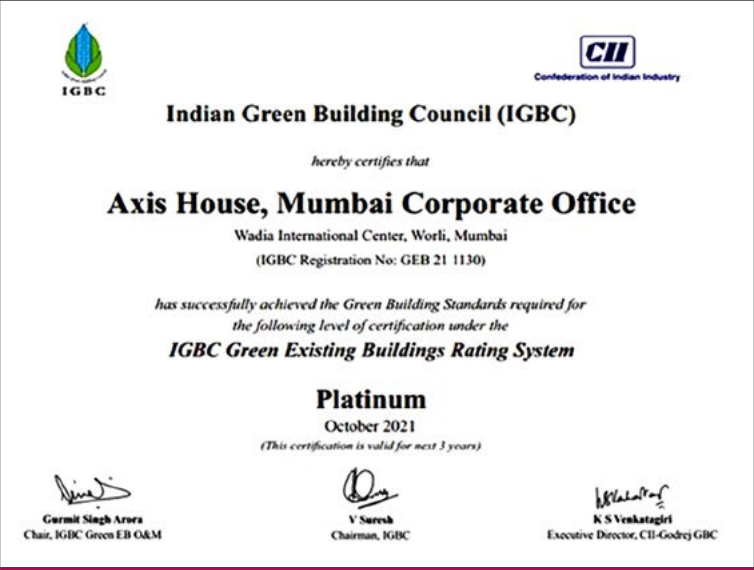 IGBC
CII
Confederation of Indian Industry
Indian Green Building Council (IGBC)
hereby certifies that
Axis House, Mumbai Corporate Office
Wadia International Center, Worli, Mumbai
(IGBC Registration No: GEB 21 1130)
has successfully achieved the Green Building Standards required for
the following level of certification under the
IGBC Green Existing Buildings Rating System
Platinum
October 2021
(This certification is valid for next 3 years)
Gurmit Singh Arora
Chair, IGBC Green EB O&M
V Suresh
Chairman, IGBC
K S Venkatagiri
Executive Director, CII-Godrej GBC